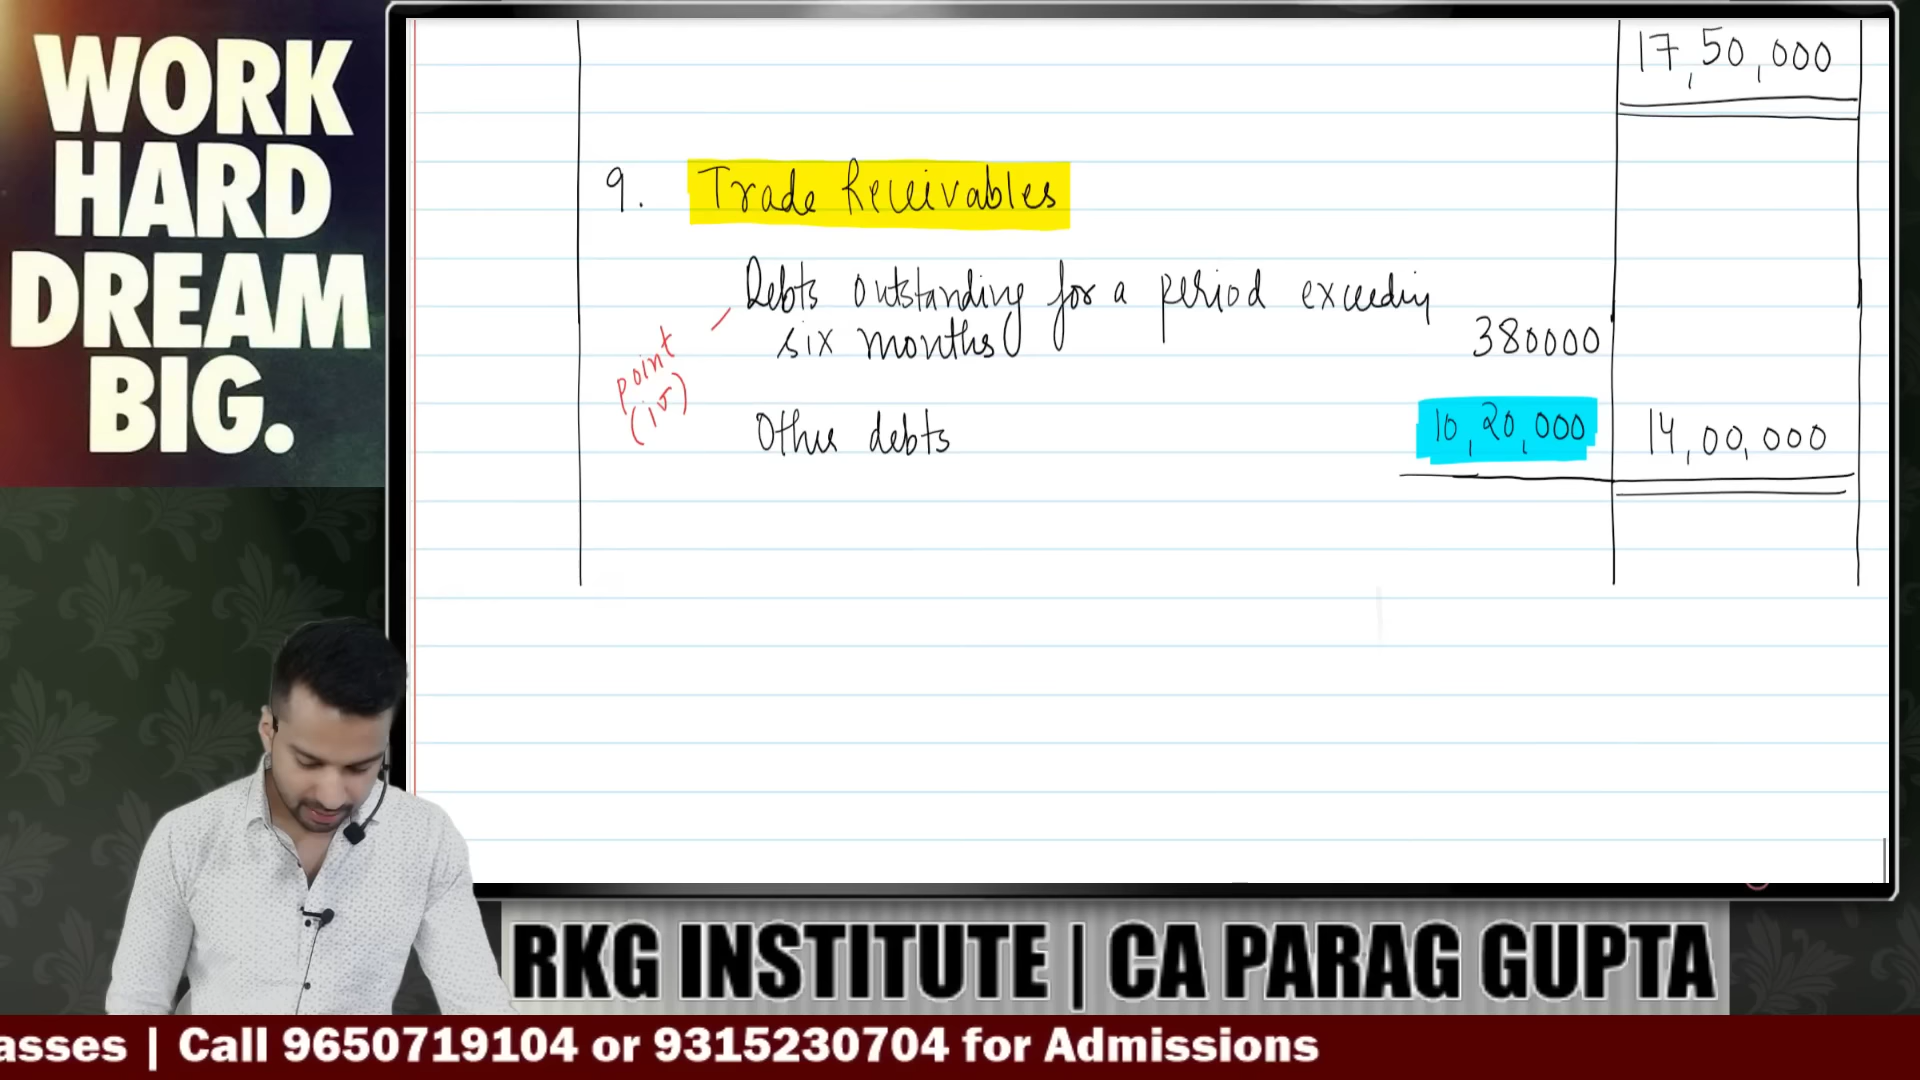 WORK
HARD
DREAM
BIG.
17,50,000
9. Trade Receivables
Debts outstanding for a period exceeding
six months 380000
point
(iv)
Other debts 10,20,000 14,00,000
RKG INSTITUTE | CA PARAG GUPTA
asses | Call 9650719104 or 9315230704 for Admissions